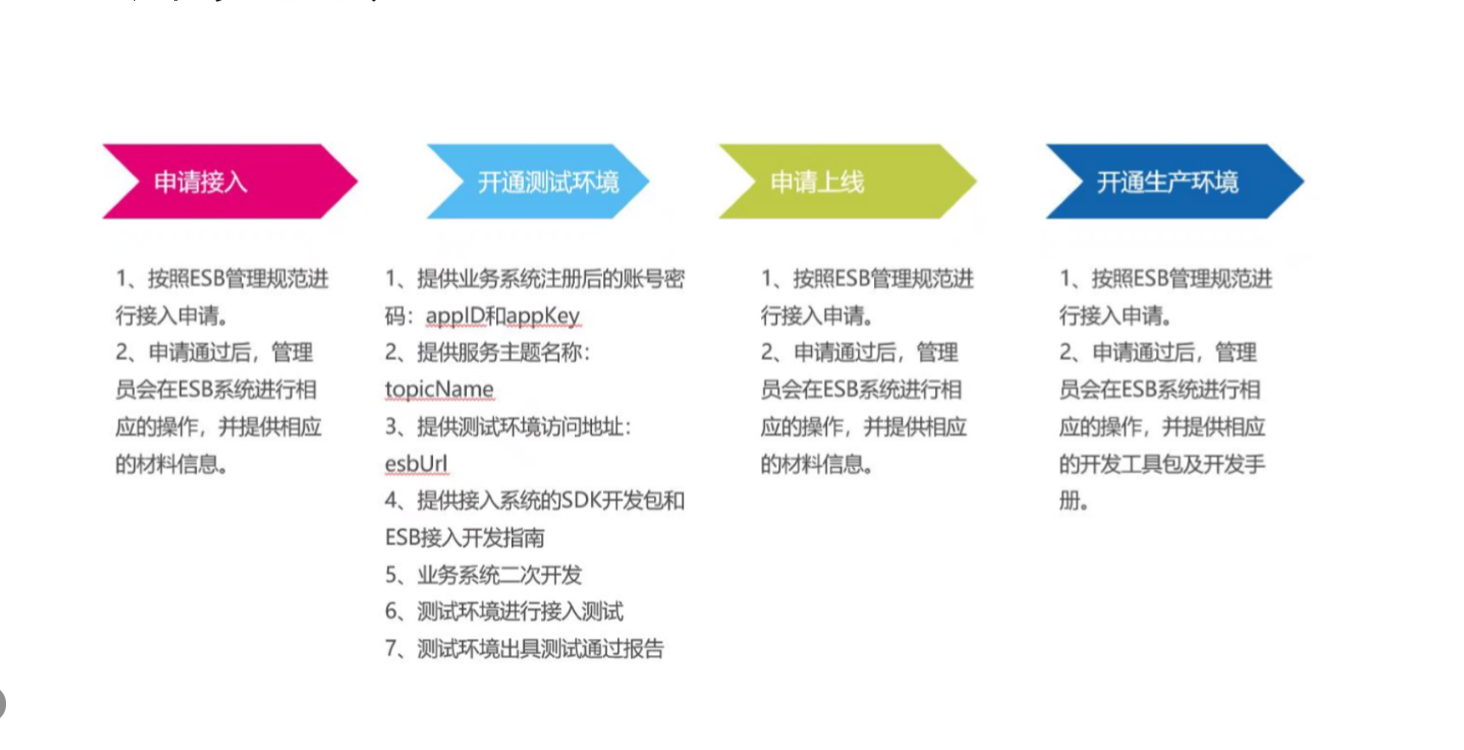 申请接入
1、按照ESB管理规范进
行接入申请。
2、申请通过后，管理
员会在ESB系统进行相
应的操作，并提供相应
的材料信息。
开通测试环境
1、提供业务系统注册后的账号密
码：appID和appKey
2、提供服务主题名称：
topicName
3、提供测试环境访问地址：
esbUrl
4、提供接入系统的SDK开发包和
ESB接入开发指南
5、业务系统二次开发
6、测试环境进行接入测试
7、测试环境出具测试通过报告
申请上线
1、按照ESB管理规范进
行接入申请。
2、申请通过后，管理
员会在ESB系统进行相
应的操作，并提供相应
的材料信息。
开通生产环境
1、按照ESB管理规范进
行接入申请。
2、申请通过后，管理
员会在ESB系统进行相
应的操作，并提供相应
的开发工具包及开发手
册。